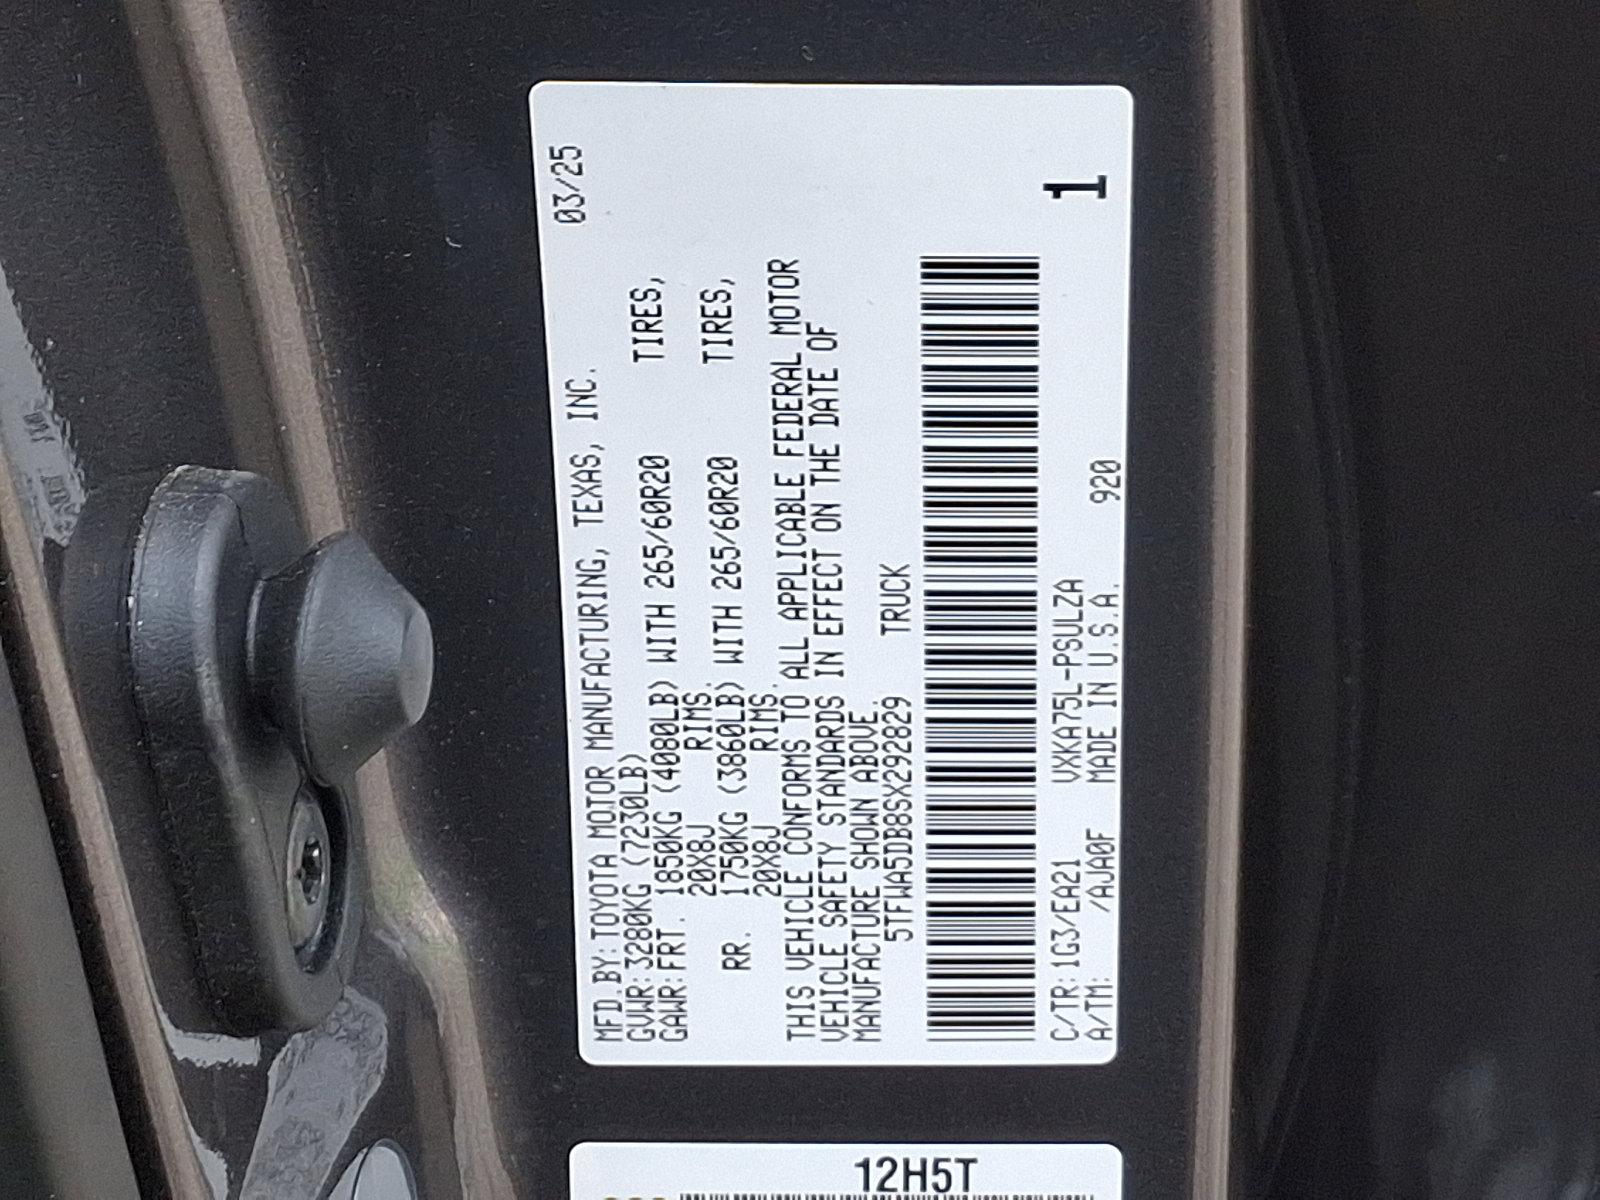 03/25
MFD.BY:TOYOTA MOTOR MANUFACTURING, TEXAS, INC.
GVWR:3280KG (7230LB)
GAWR:FRT. 1850KG (4080LB) WITH 265/60R20 TIRES,
20X8J RIMS.
RR. 1750KG (3860LB) WITH 265/60R20 TIRES,
20X8J RIMS.
THIS VEHICLE CONFORMS TO ALL APPLICABLE FEDERAL MOTOR
VEHICLE SAFETY STANDARDS IN EFFECT ON THE DATE OF
MANUFACTURE SHOWN ABOVE.
5TFWA5DB8SX292829 TRUCK
1
C/TR:1G3/EA21 VXKA75L-PSULZA
A/TM: /AJA0F MADE IN U.S.A. 920
12H5T